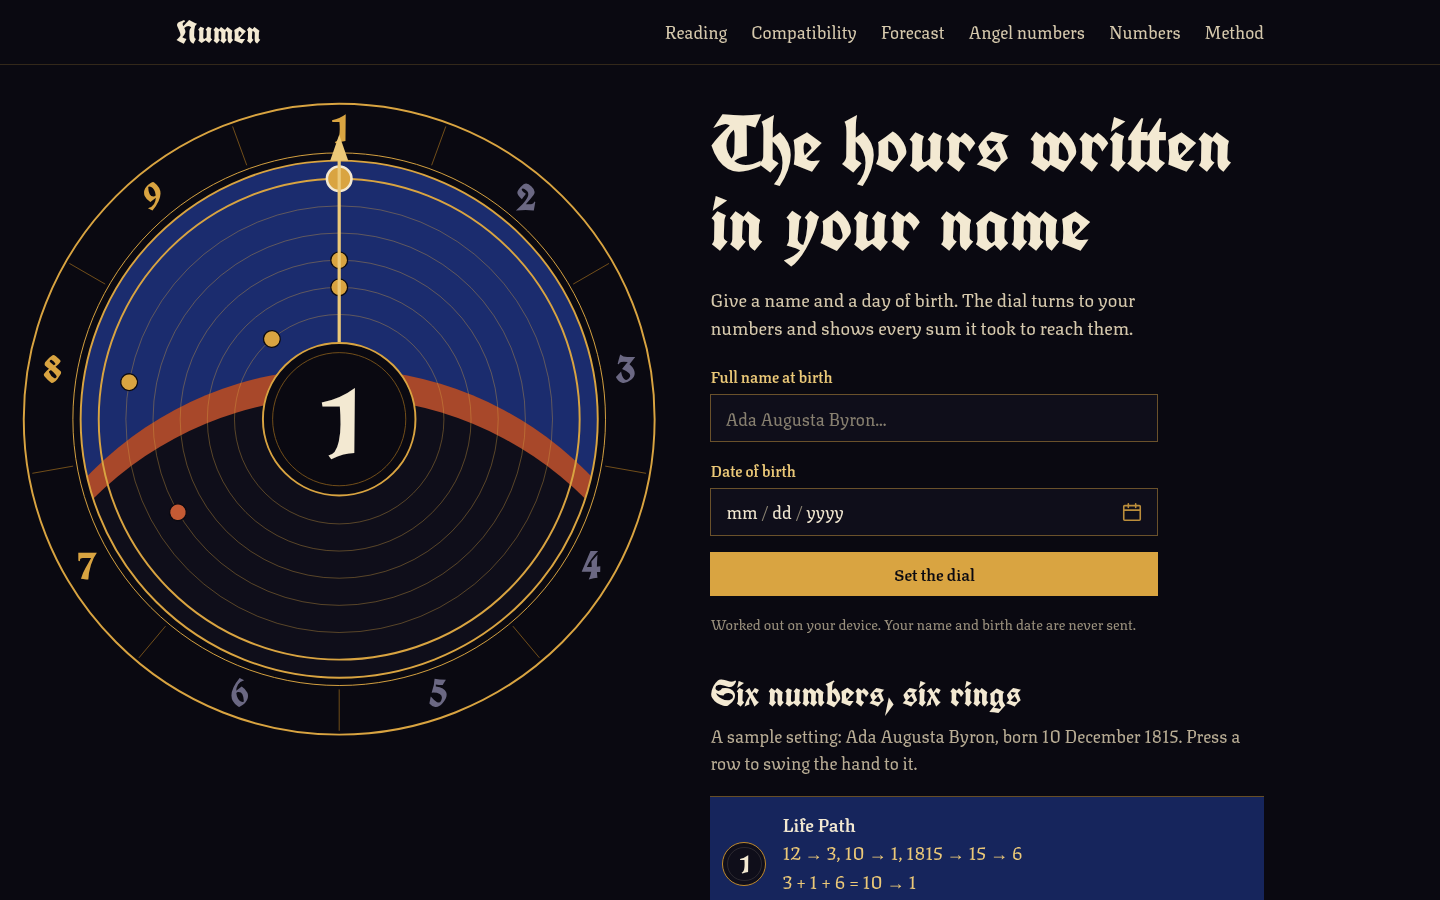 Numen
Reading Compatibility Forecast Angel numbers Numbers Method
1
2
3
4
5
6
7
8
9
1
The hours written
in your name
Give a name and a day of birth. The dial turns to your
numbers and shows every sum it took to reach them.
Full name at birth
Ada Augusta Byron...
Date of birth
mm / dd / yyyy
Set the dial
Worked out on your device. Your name and birth date are never sent.
Six numbers, six rings
A sample setting: Ada Augusta Byron, born 10 December 1815. Press a
row to swing the hand to it.
Life Path
1
12 → 3, 10 → 1, 1815 → 15 → 6
3 + 1 + 6 = 10 → 1